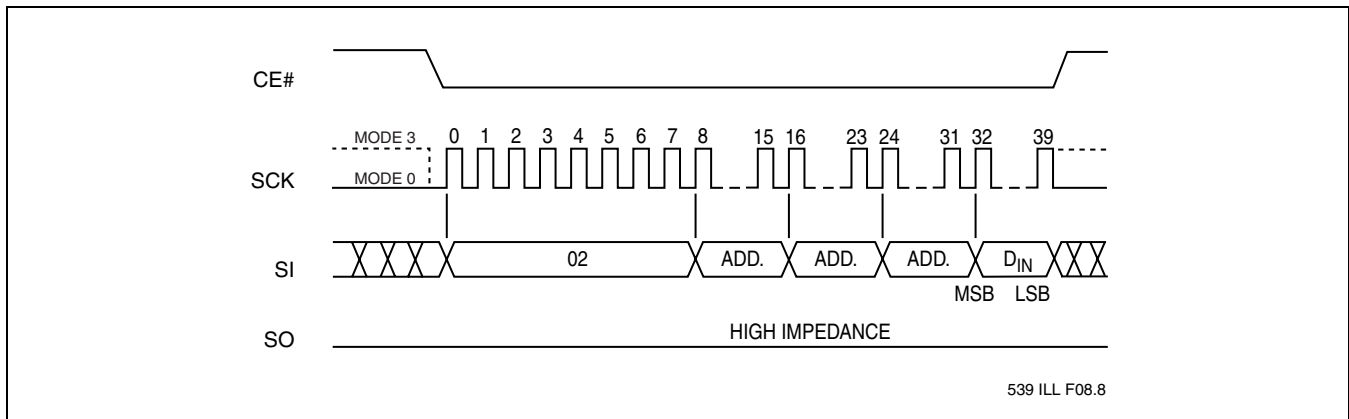 CE#
MODE 3
0 1 2 3 4 5 6 7 8 15 16 23 24 31 32 39
SCK
MODE 0
SI
02 ADD. ADD. ADD. DIN
MSB LSB
SO
HIGH IMPEDANCE
539 ILL F08.8